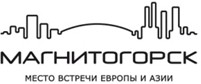 МАГНИТОГОРСК
МЕСТО ВСТРЕЧИ ЕВРОПЫ И АЗИИ